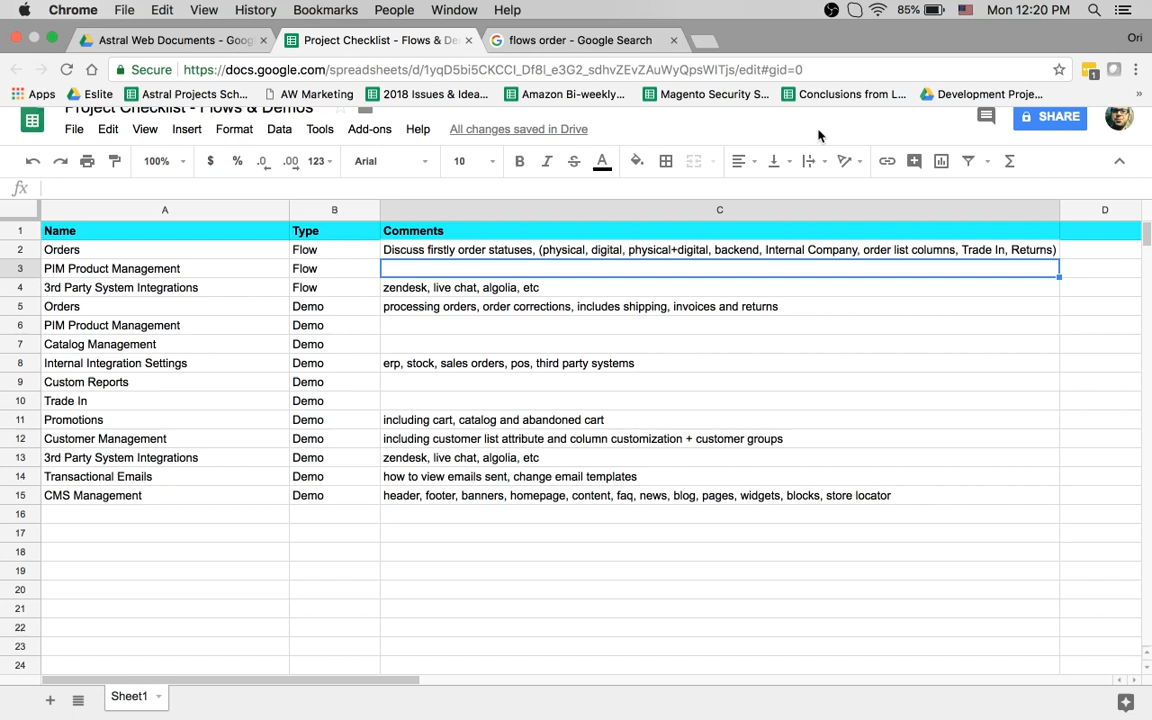 Chrome File Edit View History Bookmarks People Window Help 85% Mon 12:20 PM
Astral Web Documents - Goog Project Checklist - Flows & De flows order - Google Search Ori
Secure https://docs.google.com/spreadsheets/d/1yqD5bi5CKCCI_Df8l_e3G2_sdhvZEvZAuWyQpsWITjs/edit#gid=0 1
Apps Eslite Astral Projects Sch... AW Marketing 2018 Issues & Idea... Amazon Bi-weekly... Magento Security S... Conclusions from L... Development Proje... »
Project Checklist - Flows & Demos
File Edit View Insert Format Data Tools Add-ons Help All changes saved in Drive SHARE
100% $ % .0 .00 123 Arial 10 B I S A Σ
fx
A B C D
1 Name Type Comments
2 Orders Flow Discuss firstly order statuses, (physical, digital, physical+digital, backend, Internal Company, order list columns, Trade In, Returns)
3 PIM Product Management Flow
4 3rd Party System Integrations Flow zendesk, live chat, algolia, etc
5 Orders Demo processing orders, order corrections, includes shipping, invoices and returns
6 PIM Product Management Demo
7 Catalog Management Demo
8 Internal Integration Settings Demo erp, stock, sales orders, pos, third party systems
9 Custom Reports Demo
10 Trade In Demo
11 Promotions Demo including cart, catalog and abandoned cart
12 Customer Management Demo including customer list attribute and column customization + customer groups
13 3rd Party System Integrations Demo zendesk, live chat, algolia, etc
14 Transactional Emails Demo how to view emails sent, change email templates
15 CMS Management Demo header, footer, banners, homepage, content, faq, news, blog, pages, widgets, blocks, store locator
16
17
18
19
20
21
22
23
24
Sheet1